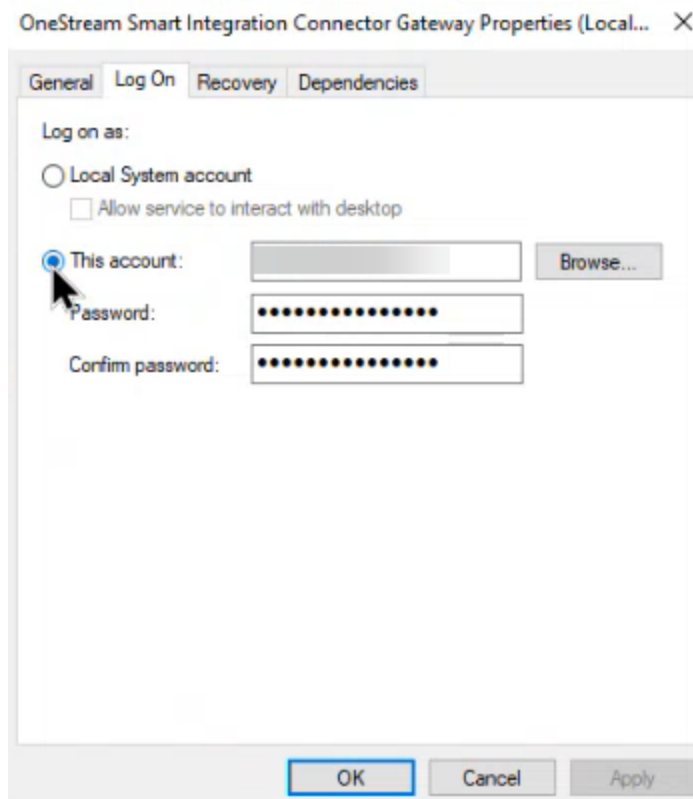 OneStream Smart Integration Connector Gateway Properties (Local...
General Log On Recovery Dependencies
Log on as:
Local System account
Allow service to interact with desktop
This account:
Browse...
Password: •••••••••••••••
Confirm password: •••••••••••••••
OK Cancel Apply